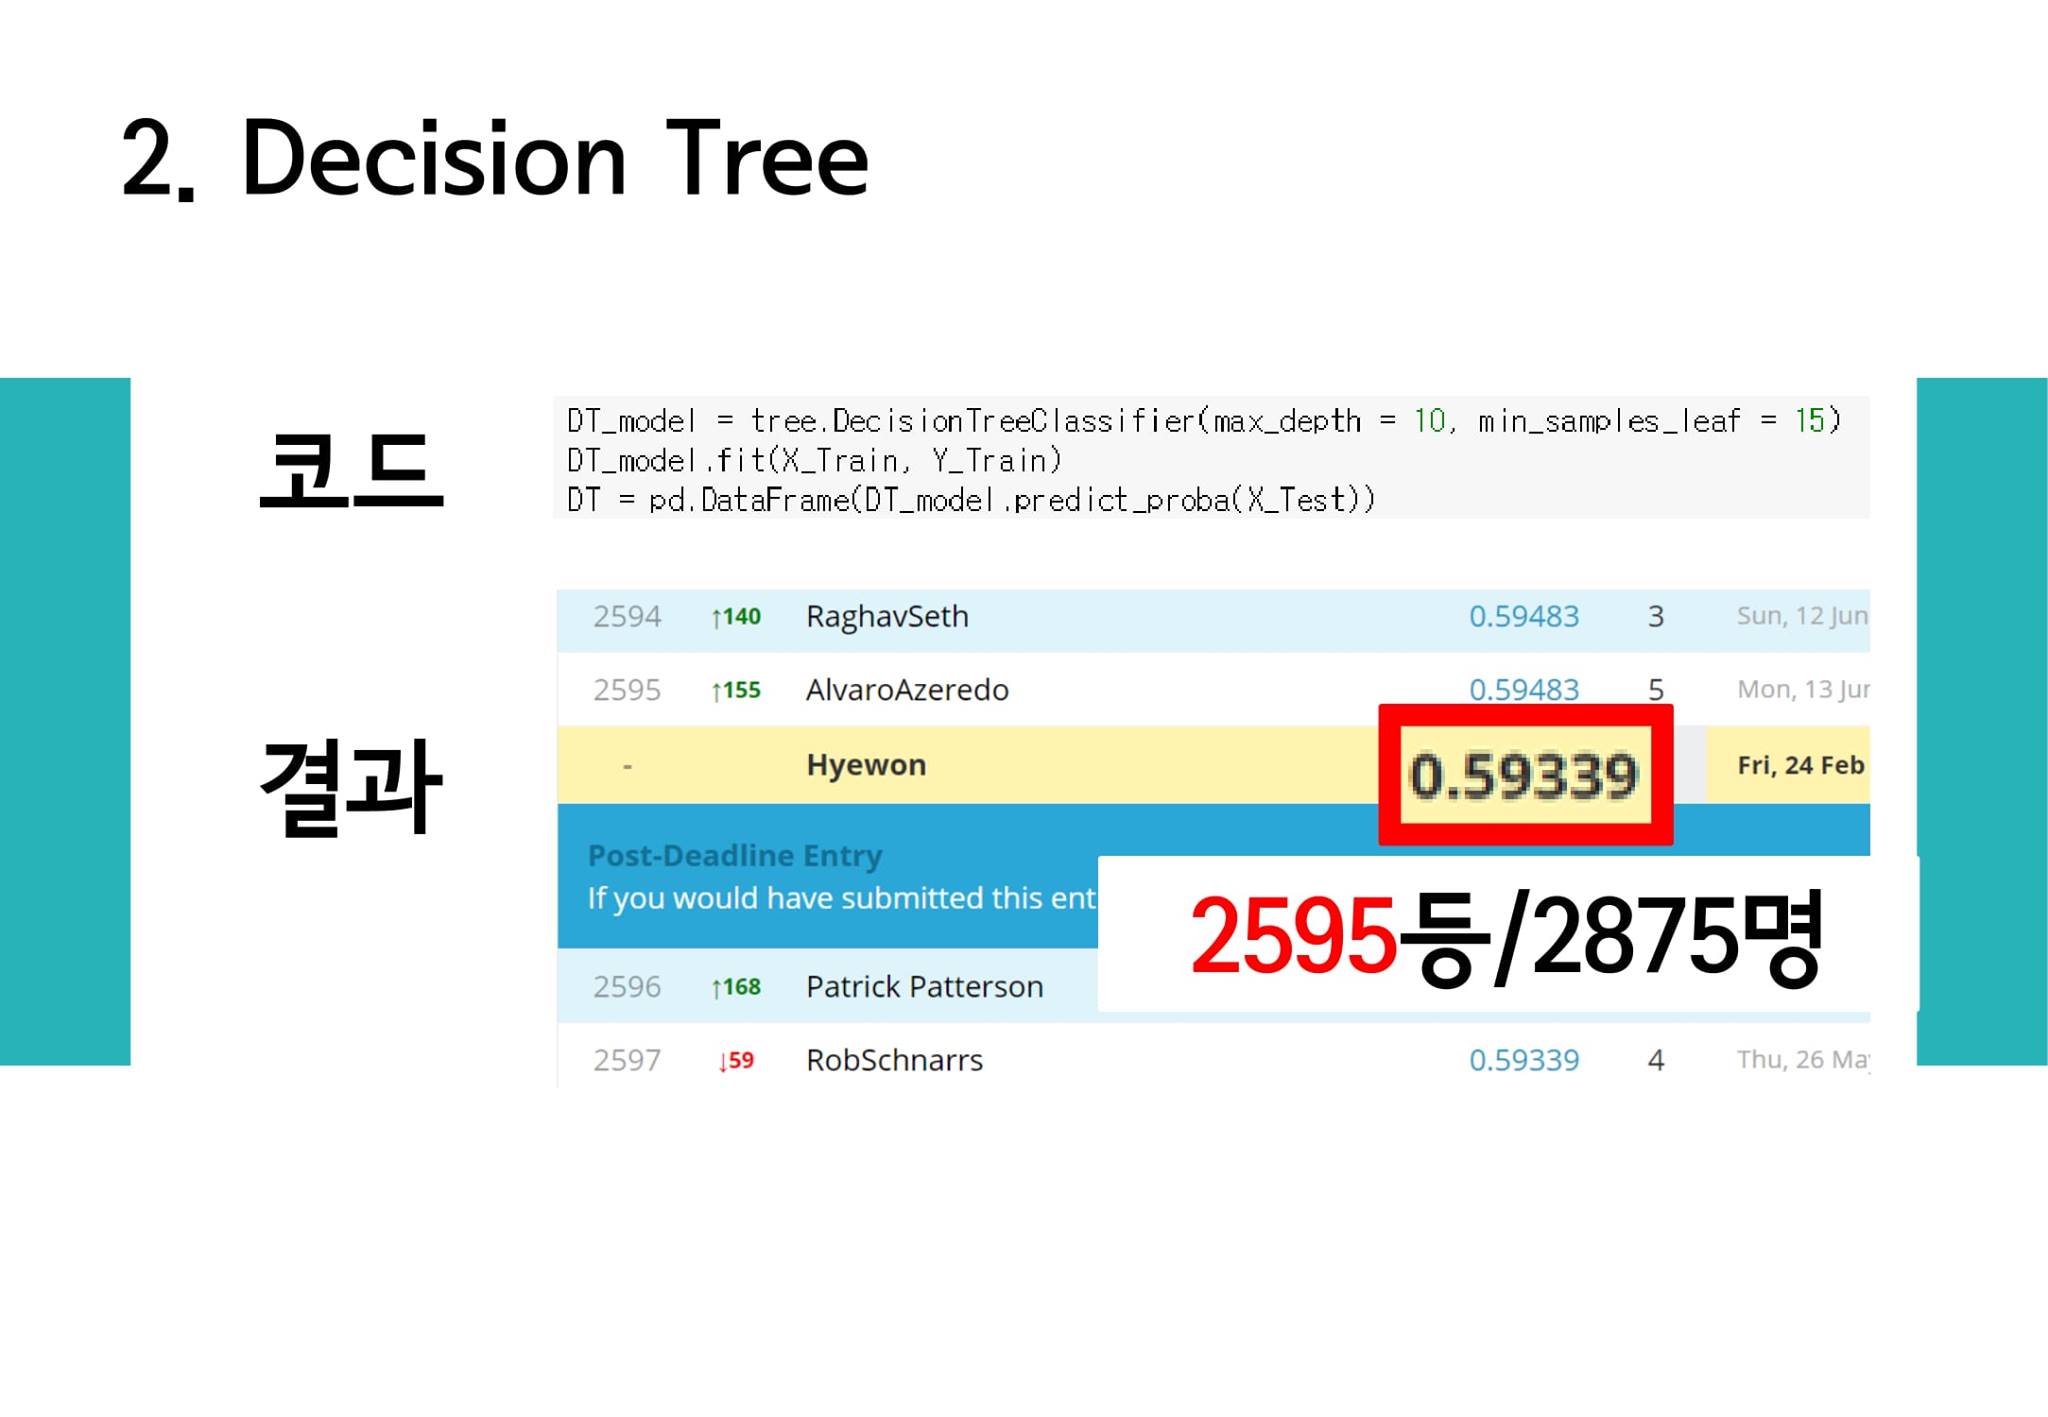 2. Decision Tree
코드
DT_model = tree.DecisionTreeClassifier(max_depth = 10, min_samples_leaf = 15)
DT_model.fit(X_Train, Y_Train)
DT = pd.DataFrame(DT_model.predict_proba(X_Test))
결과
2594 ↑140 RaghavSeth 0.59483 3 Sun, 12 Jun
2595 ↑155 AlvaroAzeredo 0.59483 5 Mon, 13 Jun
- Hyewon 0.59339 Fri, 24 Feb
Post-Deadline Entry
If you would have submitted this ent
2595등/2875명
2596 ↑168 Patrick Patterson
2597 ↓59 RobSchnarrs 0.59339 4 Thu, 26 May